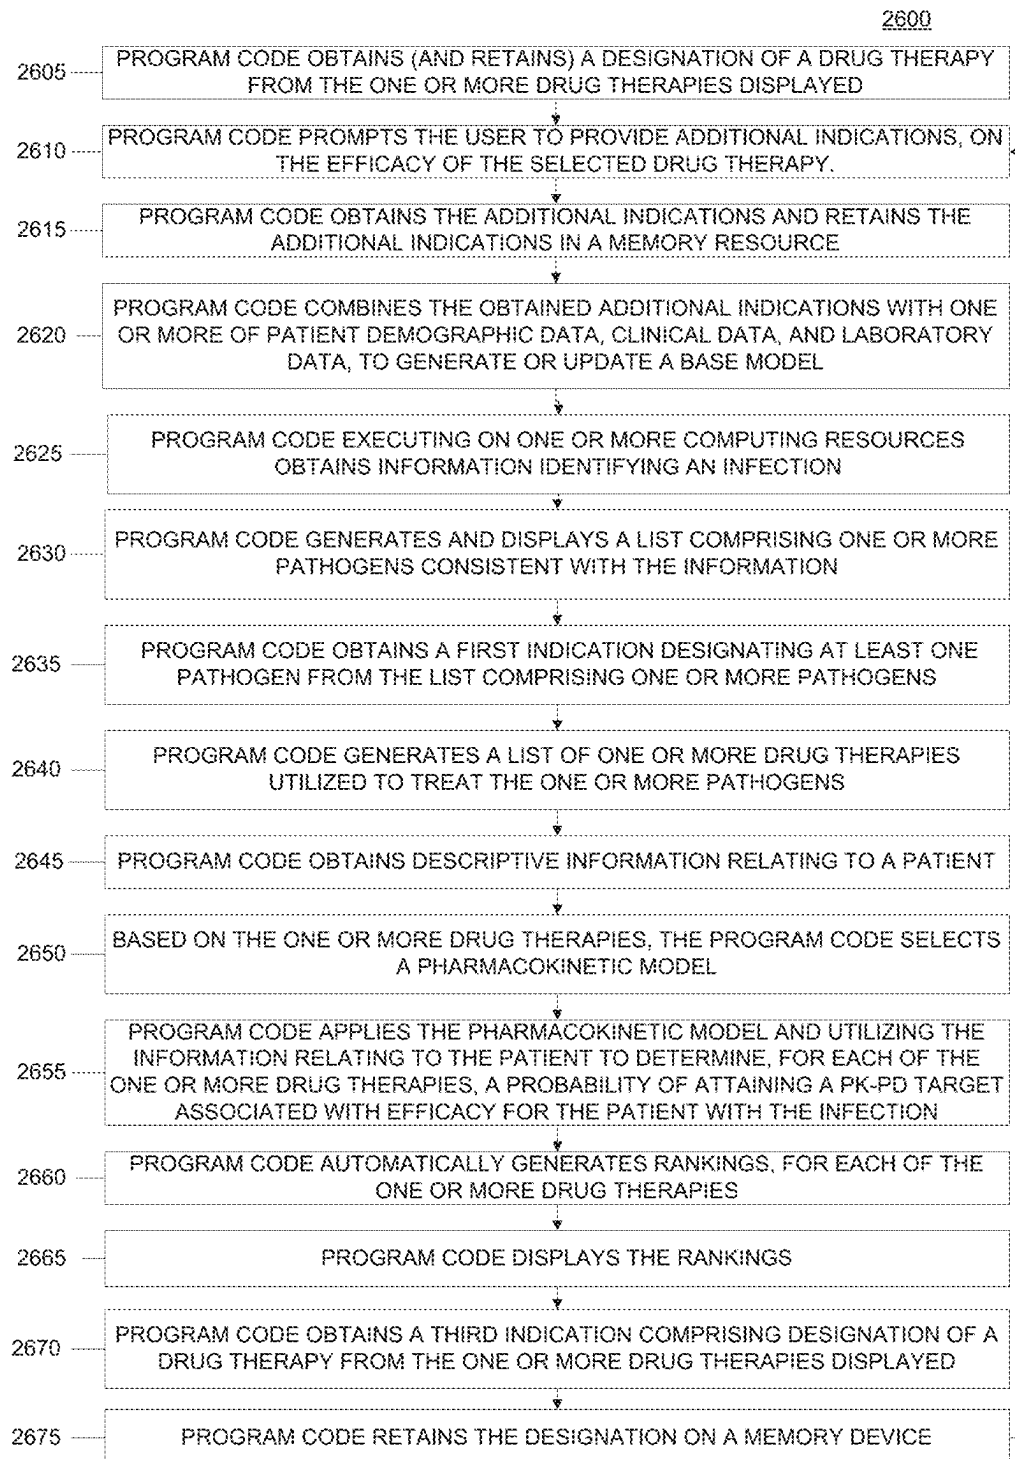 2600
2605
PROGRAM CODE OBTAINS (AND RETAINS) A DESIGNATION OF A DRUG THERAPY
FROM THE ONE OR MORE DRUG THERAPIES DISPLAYED
2610
PROGRAM CODE PROMPTS THE USER TO PROVIDE ADDITIONAL INDICATIONS, ON
THE EFFICACY OF THE SELECTED DRUG THERAPY.
2615
PROGRAM CODE OBTAINS THE ADDITIONAL INDICATIONS AND RETAINS THE
ADDITIONAL INDICATIONS IN A MEMORY RESOURCE
2620
PROGRAM CODE COMBINES THE OBTAINED ADDITIONAL INDICATIONS WITH ONE
OR MORE OF PATIENT DEMOGRAPHIC DATA, CLINICAL DATA, AND LABORATORY
DATA, TO GENERATE OR UPDATE A BASE MODEL
2625
PROGRAM CODE EXECUTING ON ONE OR MORE COMPUTING RESOURCES
OBTAINS INFORMATION IDENTIFYING AN INFECTION
2630
PROGRAM CODE GENERATES AND DISPLAYS A LIST COMPRISING ONE OR MORE
PATHOGENS CONSISTENT WITH THE INFORMATION
2635
PROGRAM CODE OBTAINS A FIRST INDICATION DESIGNATING AT LEAST ONE
PATHOGEN FROM THE LIST COMPRISING ONE OR MORE PATHOGENS
2640
PROGRAM CODE GENERATES A LIST OF ONE OR MORE DRUG THERAPIES
UTILIZED TO TREAT THE ONE OR MORE PATHOGENS
2645
PROGRAM CODE OBTAINS DESCRIPTIVE INFORMATION RELATING TO A PATIENT
2650
BASED ON THE ONE OR MORE DRUG THERAPIES, THE PROGRAM CODE SELECTS
A PHARMACOKINETIC MODEL
2655
PROGRAM CODE APPLIES THE PHARMACOKINETIC MODEL AND UTILIZING THE
INFORMATION RELATING TO THE PATIENT TO DETERMINE, FOR EACH OF THE
ONE OR MORE DRUG THERAPIES, A PROBABILITY OF ATTAINING A PK-PD TARGET
ASSOCIATED WITH EFFICACY FOR THE PATIENT WITH THE INFECTION
2660
PROGRAM CODE AUTOMATICALLY GENERATES RANKINGS, FOR EACH OF THE
ONE OR MORE DRUG THERAPIES
2665
PROGRAM CODE DISPLAYS THE RANKINGS
2670
PROGRAM CODE OBTAINS A THIRD INDICATION COMPRISING DESIGNATION OF A
DRUG THERAPY FROM THE ONE OR MORE DRUG THERAPIES DISPLAYED
2675
PROGRAM CODE RETAINS THE DESIGNATION ON A MEMORY DEVICE